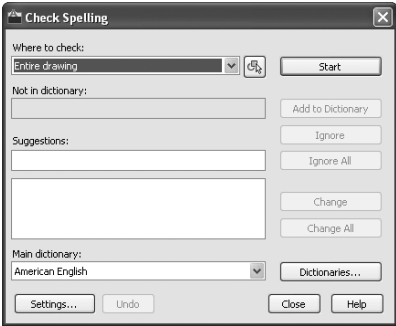 Check Spelling
Where to check:
Entire drawing
Start
Not in dictionary:
Add to Dictionary
Ignore
Suggestions:
Ignore All
Change
Change All
Main dictionary:
American English
Dictionaries...
Settings... Undo Close Help